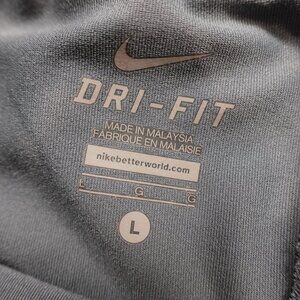 DRI-FIT
MADE IN MALAYSIA
FABRIQUÉ EN MALAISIE
nikebetterworld.com
L G G
L